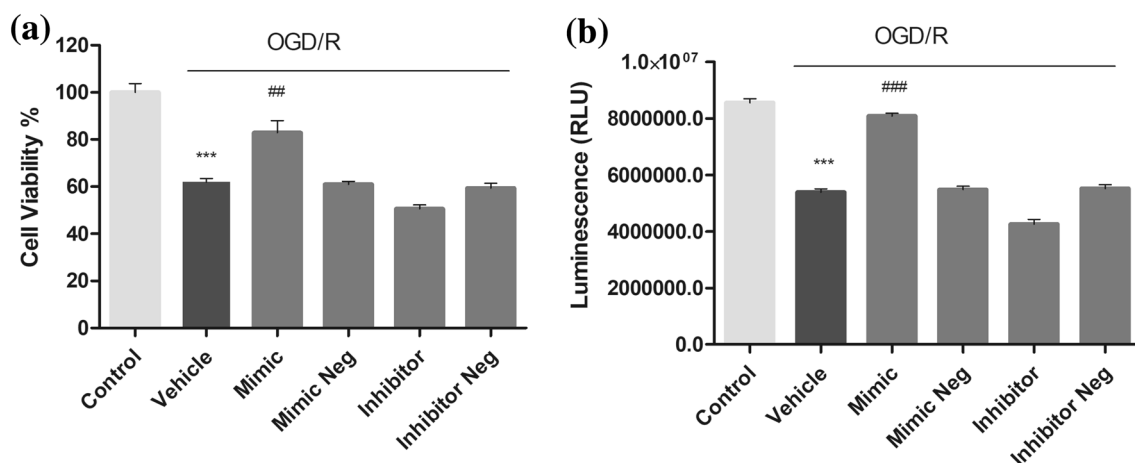 (a)
OGD/R
Cell Viability %
120
100
80
60
40
20
0
***
##
Control
Vehicle
Mimic
Mimic Neg
Inhibitor
Inhibitor Neg
(b)
OGD/R
Luminescence (RLU)
1.0×10⁰⁷
8000000.0
6000000.0
4000000.0
2000000.0
0.0
***
###
Control
Vehicle
Mimic
Mimic Neg
Inhibitor
Inhibitor Neg